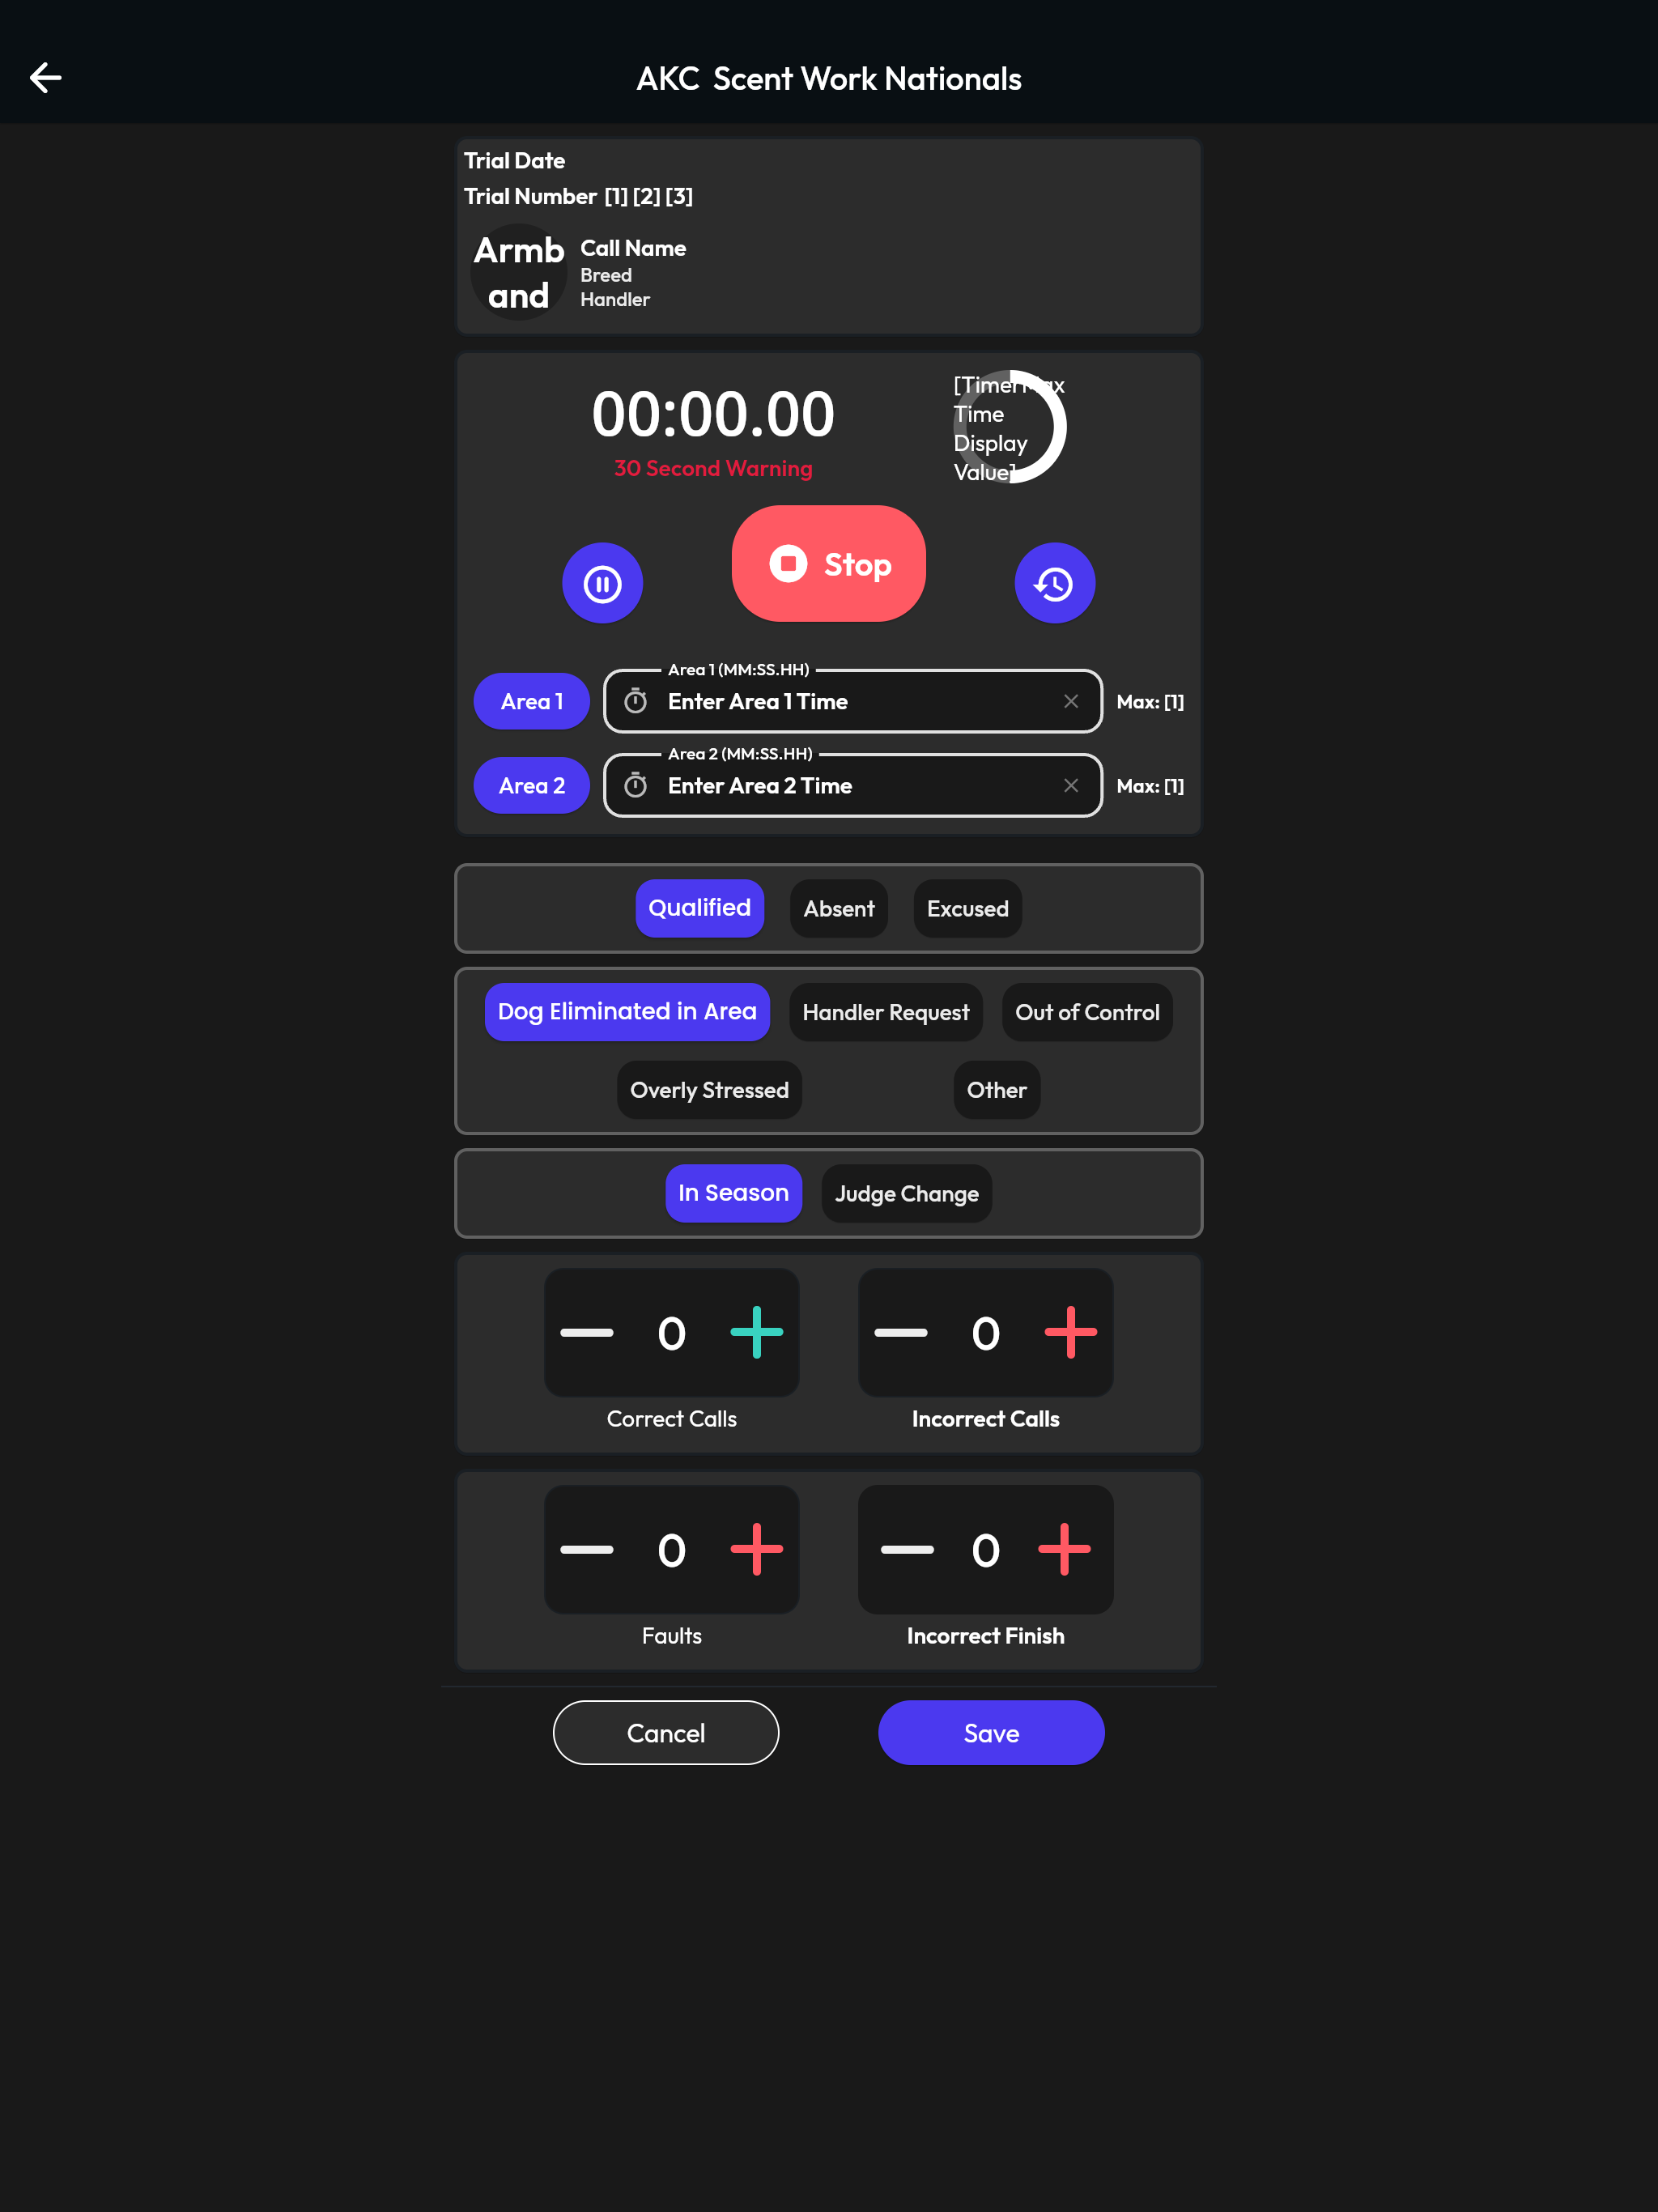 AKC  Scent Work Nationals
Trial Date
Trial Number [1] [2] [3]
Armb
and
Call Name
Breed
Handler
00:00.00
30 Second Warning
[TimerMax
Time
Display
Value]
Stop
Area 1 (MM:SS.HH)
Area 1
Enter Area 1 Time
Max: [1]
Area 2 (MM:SS.HH)
Area 2
Enter Area 2 Time
Max: [1]
Qualified
Absent
Excused
Dog Eliminated in Area
Handler Request
Out of Control
Overly Stressed
Other
In Season
Judge Change
0
0
Correct Calls
Incorrect Calls
0
0
Faults
Incorrect Finish
Cancel
Save